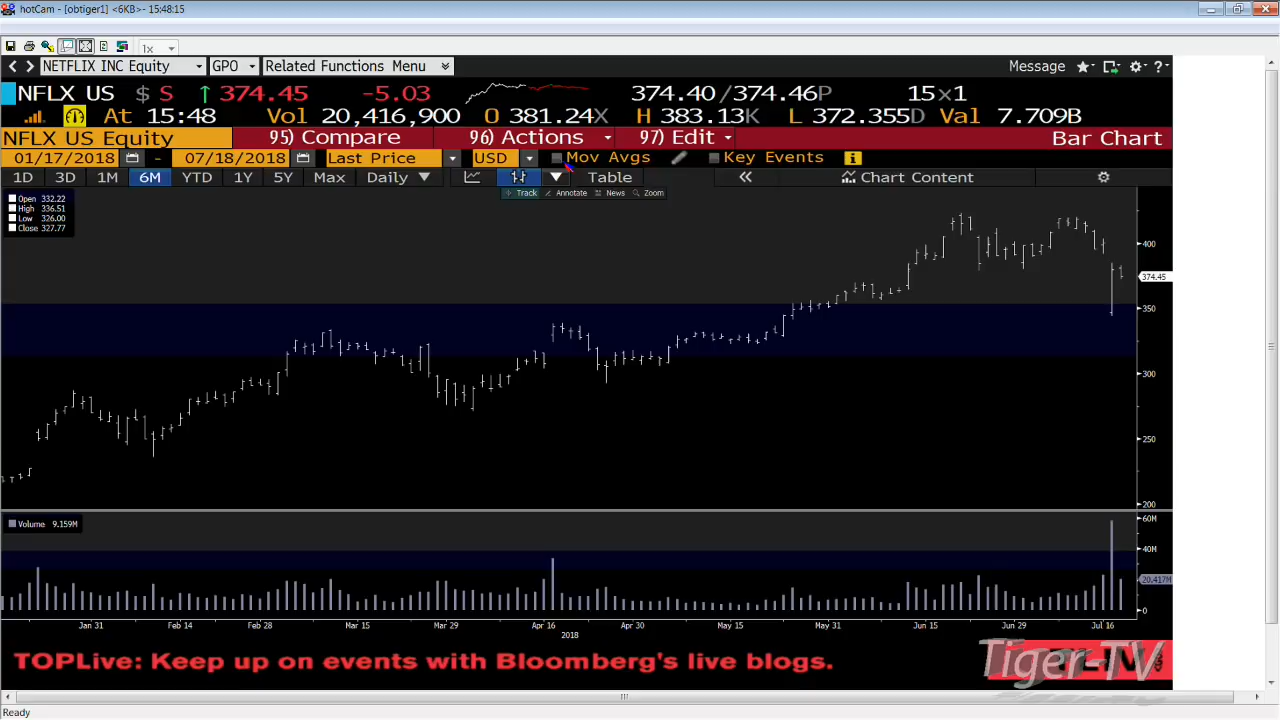 hotCam - [obtiger1] <6KB> - 15:48:15
1x
NETFLIX INC Equity GPO Related Functions Menu Message ?
NFLX US $ S ↑ 374.45 -5.03 374.40/374.46P 15x1
At 15:48 Vol 20,416,900 O 381.24X H 383.13K L 372.355D Val 7.709B
NFLX US Equity 95) Compare 96) Actions 97) Edit Bar Chart
01/17/2018 - 07/18/2018 Last Price USD Mov Avgs Key Events
1D 3D 1M 6M YTD 1Y 5Y Max Daily Table Chart Content
Track Annotate News Zoom
Open 332.22
High 336.51
Low 326.00
Close 327.77
400
374.45
350
300
250
200
Volume 9.159M
60M
40M
20.417M
0
Jan 31 Feb 14 Feb 28 Mar 15 Mar 29 Apr 16 Apr 30 May 15 May 31 Jun 15 Jun 29 Jul 16
2018
TOPLive: Keep up on events with Bloomberg's live blogs.
Tiger-TV
Ready